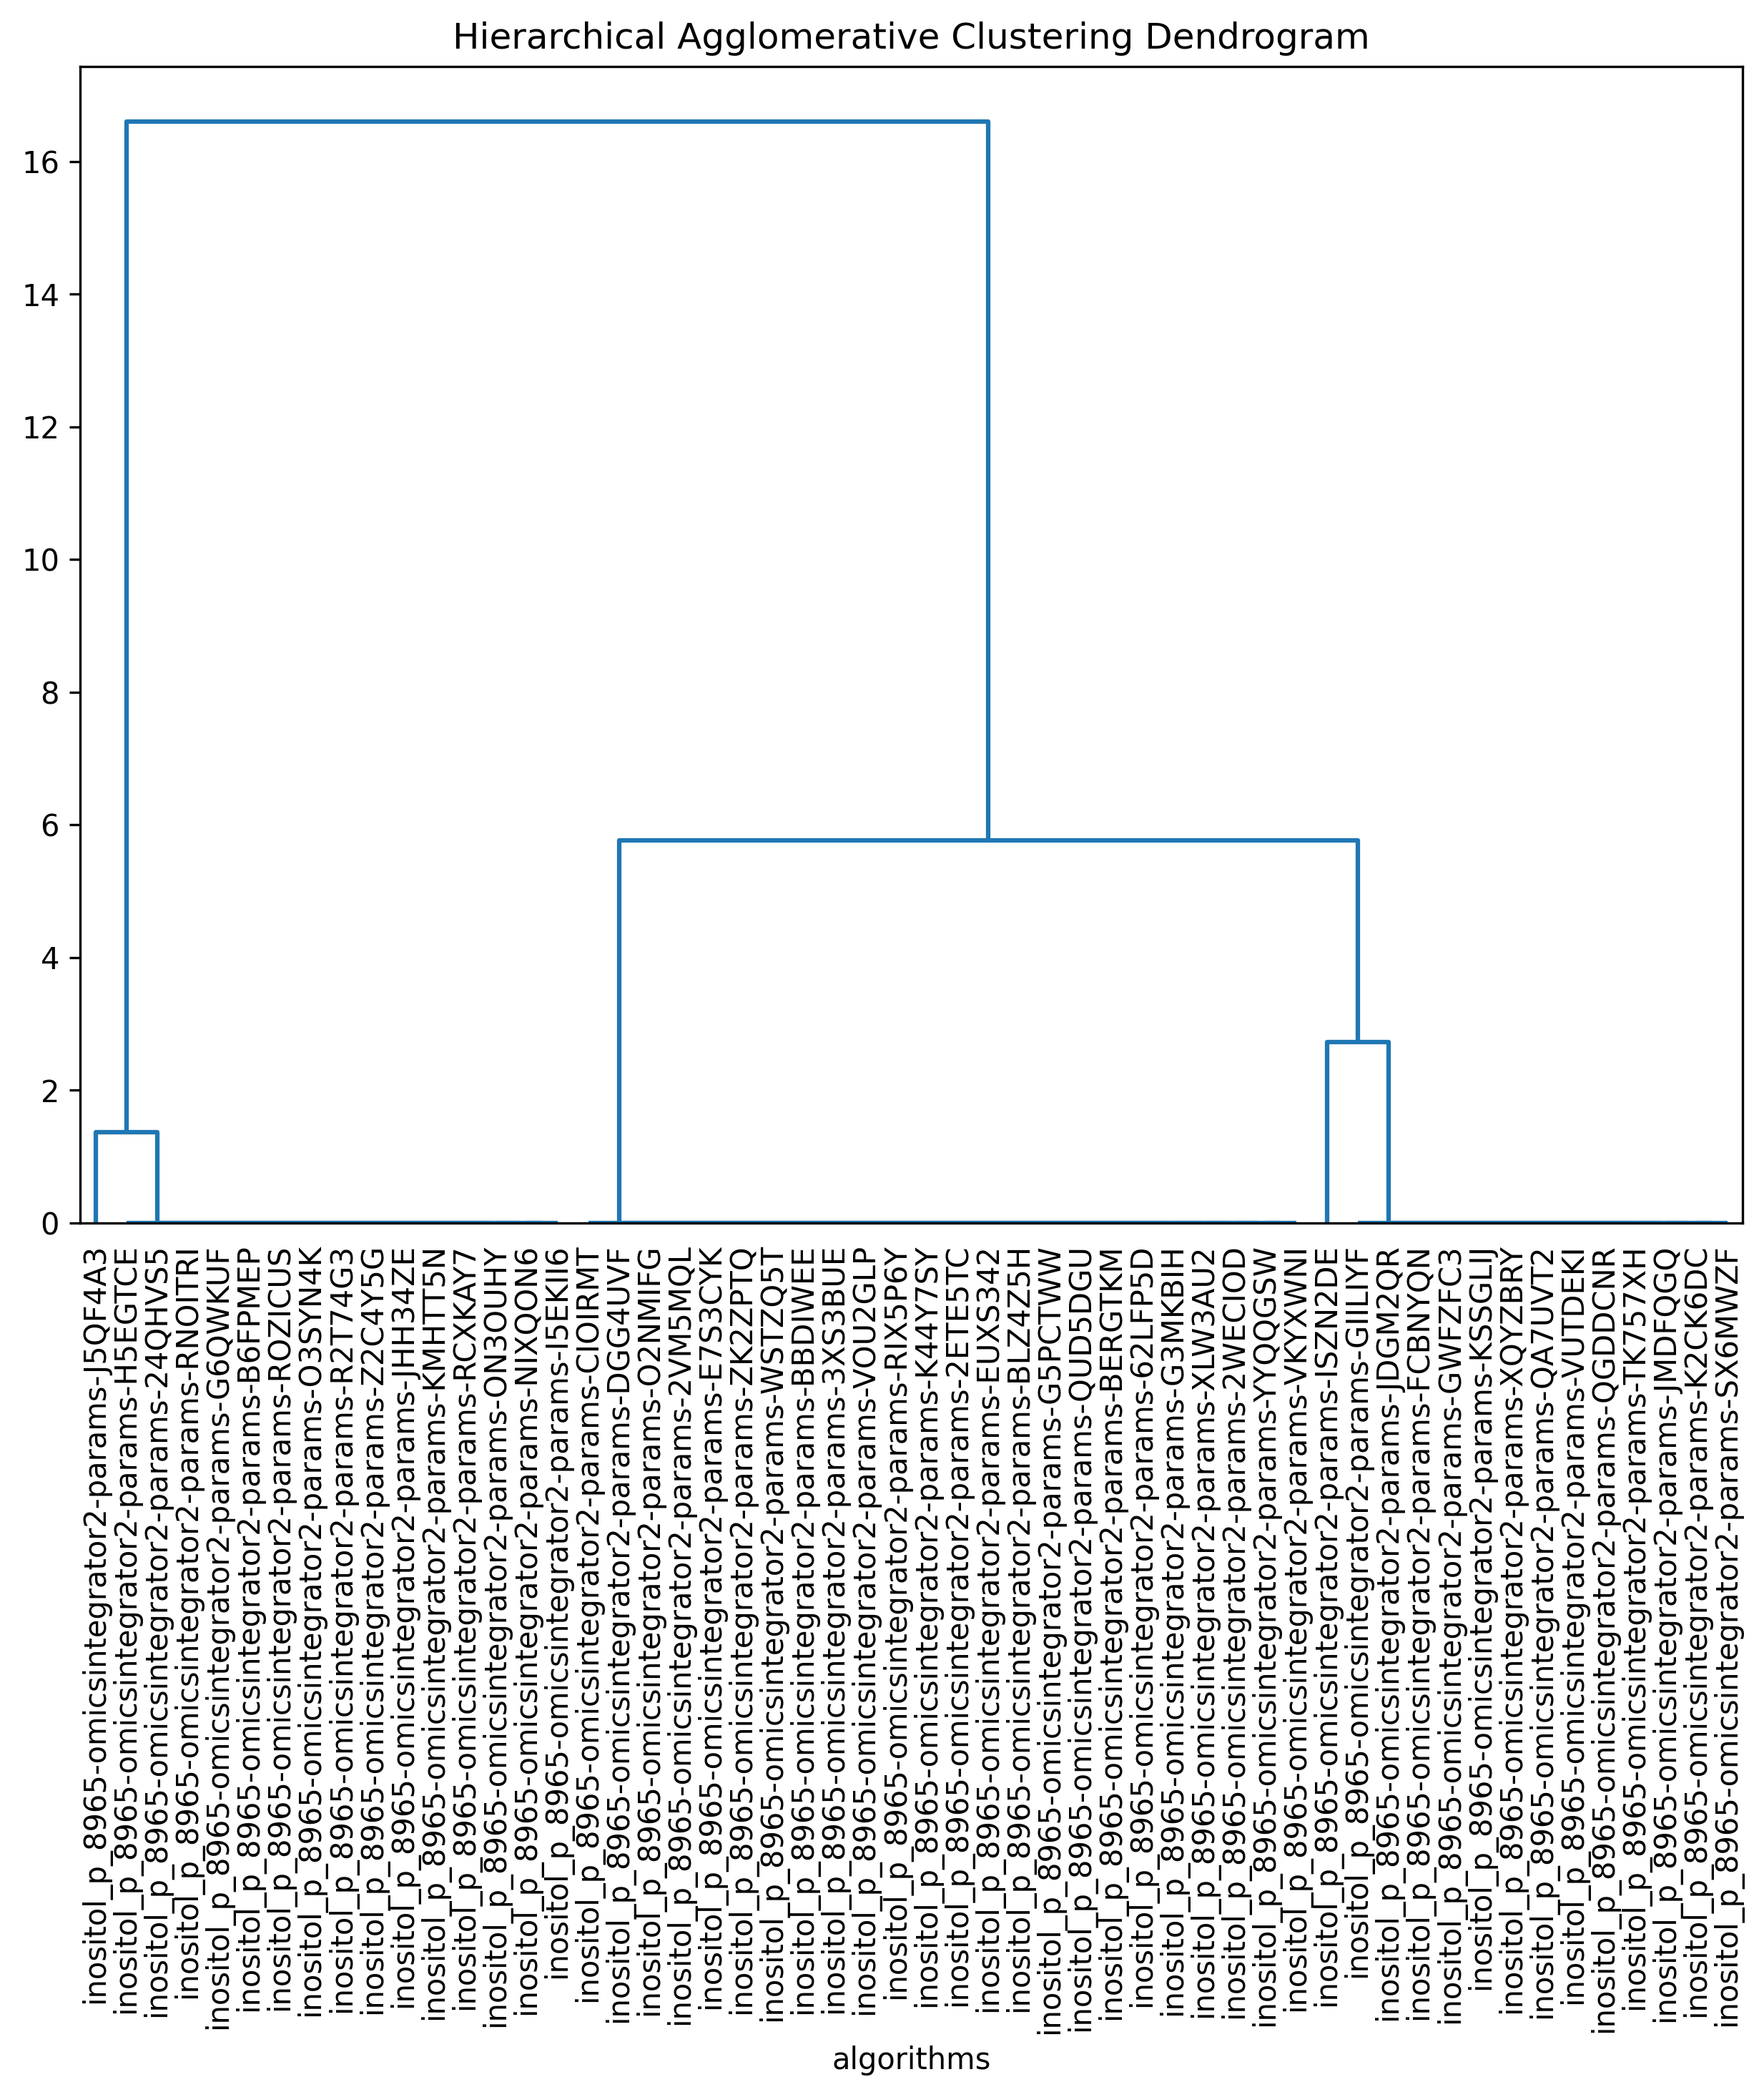 Hierarchical Agglomerative Clustering Dendrogram
16
14
12
10
8
6
4
2
0
inositol_p_8965-omicsintegrator2-params-J5QF4A3
inositol_p_8965-omicsintegrator2-params-H5EGTCE
inositol_p_8965-omicsintegrator2-params-24QHVS5
inositol_p_8965-omicsintegrator2-params-RNOITRI
inositol_p_8965-omicsintegrator2-params-G6QWKUF
inositol_p_8965-omicsintegrator2-params-B6FPMEP
inositol_p_8965-omicsintegrator2-params-ROZICUS
inositol_p_8965-omicsintegrator2-params-O3SYN4K
inositol_p_8965-omicsintegrator2-params-R2T74G3
inositol_p_8965-omicsintegrator2-params-Z2C4Y5G
inositol_p_8965-omicsintegrator2-params-JHH34ZE
inositol_p_8965-omicsintegrator2-params-KMHTT5N
inositol_p_8965-omicsintegrator2-params-RCXKAY7
inositol_p_8965-omicsintegrator2-params-ON3OUHY
inositol_p_8965-omicsintegrator2-params-NIXQON6
inositol_p_8965-omicsintegrator2-params-I5EKII6
inositol_p_8965-omicsintegrator2-params-CIOIRMT
inositol_p_8965-omicsintegrator2-params-DGG4UVF
inositol_p_8965-omicsintegrator2-params-O2NMIFG
inositol_p_8965-omicsintegrator2-params-2VM5MQL
inositol_p_8965-omicsintegrator2-params-E7S3CYK
inositol_p_8965-omicsintegrator2-params-ZK2ZPTQ
inositol_p_8965-omicsintegrator2-params-WSTZQ5T
inositol_p_8965-omicsintegrator2-params-BBDIWEE
inositol_p_8965-omicsintegrator2-params-3XS3BUE
inositol_p_8965-omicsintegrator2-params-VOU2GLP
inositol_p_8965-omicsintegrator2-params-RIX5P6Y
inositol_p_8965-omicsintegrator2-params-K44Y7SY
inositol_p_8965-omicsintegrator2-params-2ETE5TC
inositol_p_8965-omicsintegrator2-params-EUXS342
inositol_p_8965-omicsintegrator2-params-BLZ4Z5H
inositol_p_8965-omicsintegrator2-params-G5PCTWW
inositol_p_8965-omicsintegrator2-params-QUD5DGU
inositol_p_8965-omicsintegrator2-params-BERGTKM
inositol_p_8965-omicsintegrator2-params-62LFP5D
inositol_p_8965-omicsintegrator2-params-G3MKBIH
inositol_p_8965-omicsintegrator2-params-XLW3AU2
inositol_p_8965-omicsintegrator2-params-2WECIOD
inositol_p_8965-omicsintegrator2-params-YYQQGSW
inositol_p_8965-omicsintegrator2-params-VKYXWNI
inositol_p_8965-omicsintegrator2-params-ISZN2DE
inositol_p_8965-omicsintegrator2-params-GIILIYF
inositol_p_8965-omicsintegrator2-params-JDGM2QR
inositol_p_8965-omicsintegrator2-params-FCBNYQN
inositol_p_8965-omicsintegrator2-params-GWFZFC3
inositol_p_8965-omicsintegrator2-params-KSSGLIJ
inositol_p_8965-omicsintegrator2-params-XQYZBRY
inositol_p_8965-omicsintegrator2-params-QA7UVT2
inositol_p_8965-omicsintegrator2-params-VUTDEKI
inositol_p_8965-omicsintegrator2-params-QGDDCNR
inositol_p_8965-omicsintegrator2-params-TK757XH
inositol_p_8965-omicsintegrator2-params-JMDFQGQ
inositol_p_8965-omicsintegrator2-params-K2CK6DC
inositol_p_8965-omicsintegrator2-params-SX6MWZF
algorithms